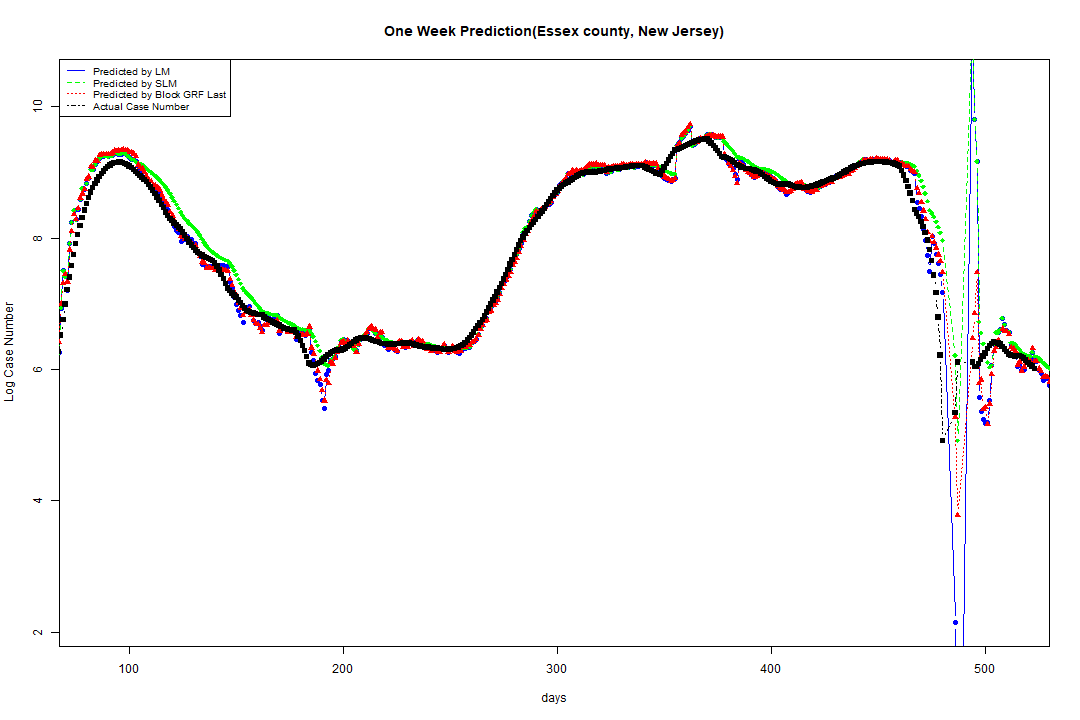 One Week Prediction(Essex county, New Jersey)
Predicted by LM
Predicted by SLM
Predicted by Block GRF Last
Actual Case Number
Log Case Number
10
8
6
4
2
100 200 300 400 500
days